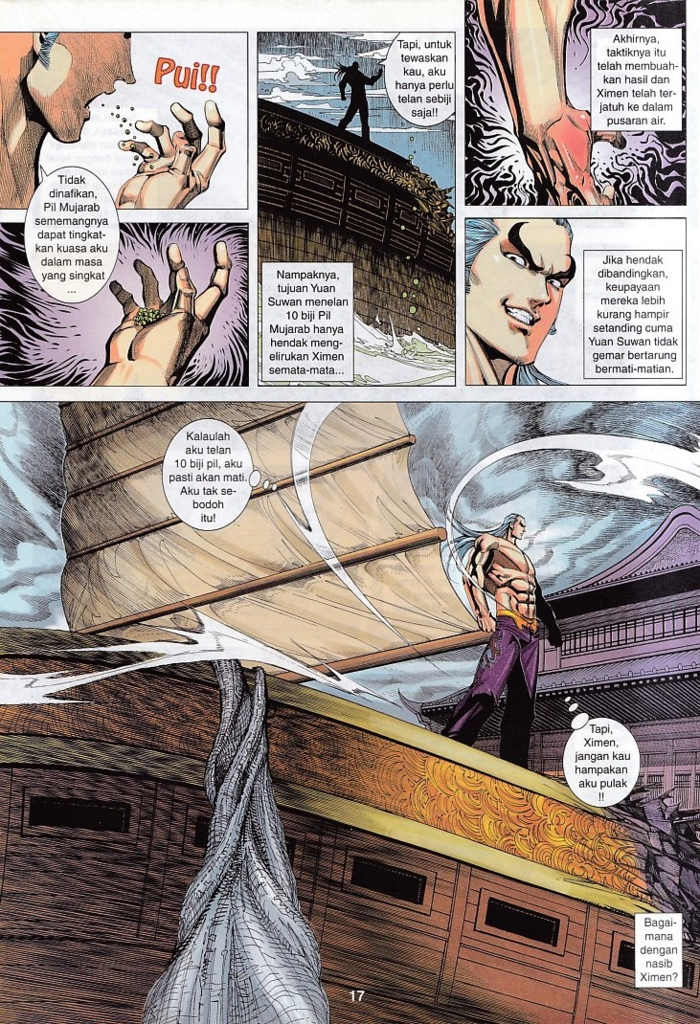 Pui!!
Tidak
dinafikan,
Pil Mujarab
sememangnya
dapat tingkat-
kan kuasa aku
dalam masa
yang singkat
...
Tapi, untuk
tewaskan
kau, aku
hanya perlu
telan sebiji
saja!!
Nampaknya,
tujuan Yuan
Suwan menelan
10 biji Pil
Mujarab hanya
hendak meng-
elirukan Ximen
semata-mata...
Akhirnya,
taktiknya itu
telah membuah-
kan hasil dan
Ximen telah ter-
jatuh ke dalam
pusaran air.
Jika hendak
dibandingkan,
keupayaan
mereka lebih
kurang hampir
setanding cuma
Yuan Suwan tidak
gemar bertarung
bermati-matian.
Kalaulah
aku telan
10 biji pil, aku
pasti akan mati.
Aku tak se-
bodoh
itu!
Tapi,
Ximen,
jangan kau
hampakan
aku pulak
!!
Bagai-
mana
dengan
nasib
Ximen?
17